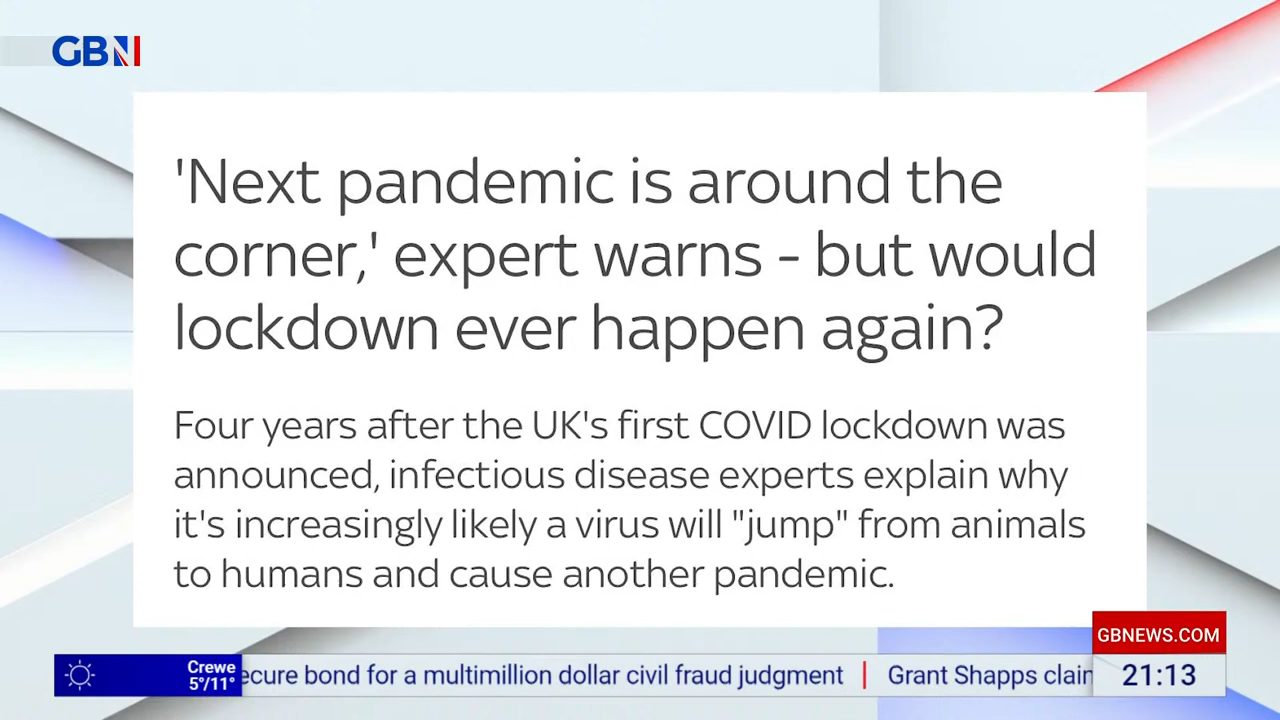 GBN
'Next pandemic is around the
corner,' expert warns - but would
lockdown ever happen again?
Four years after the UK's first COVID lockdown was
announced, infectious disease experts explain why
it's increasingly likely a virus will "jump" from animals
to humans and cause another pandemic.
GBNEWS.COM
Crewe
5°/11°
ecure bond for a multimillion dollar civil fraud judgment | Grant Shapps clain
21:13